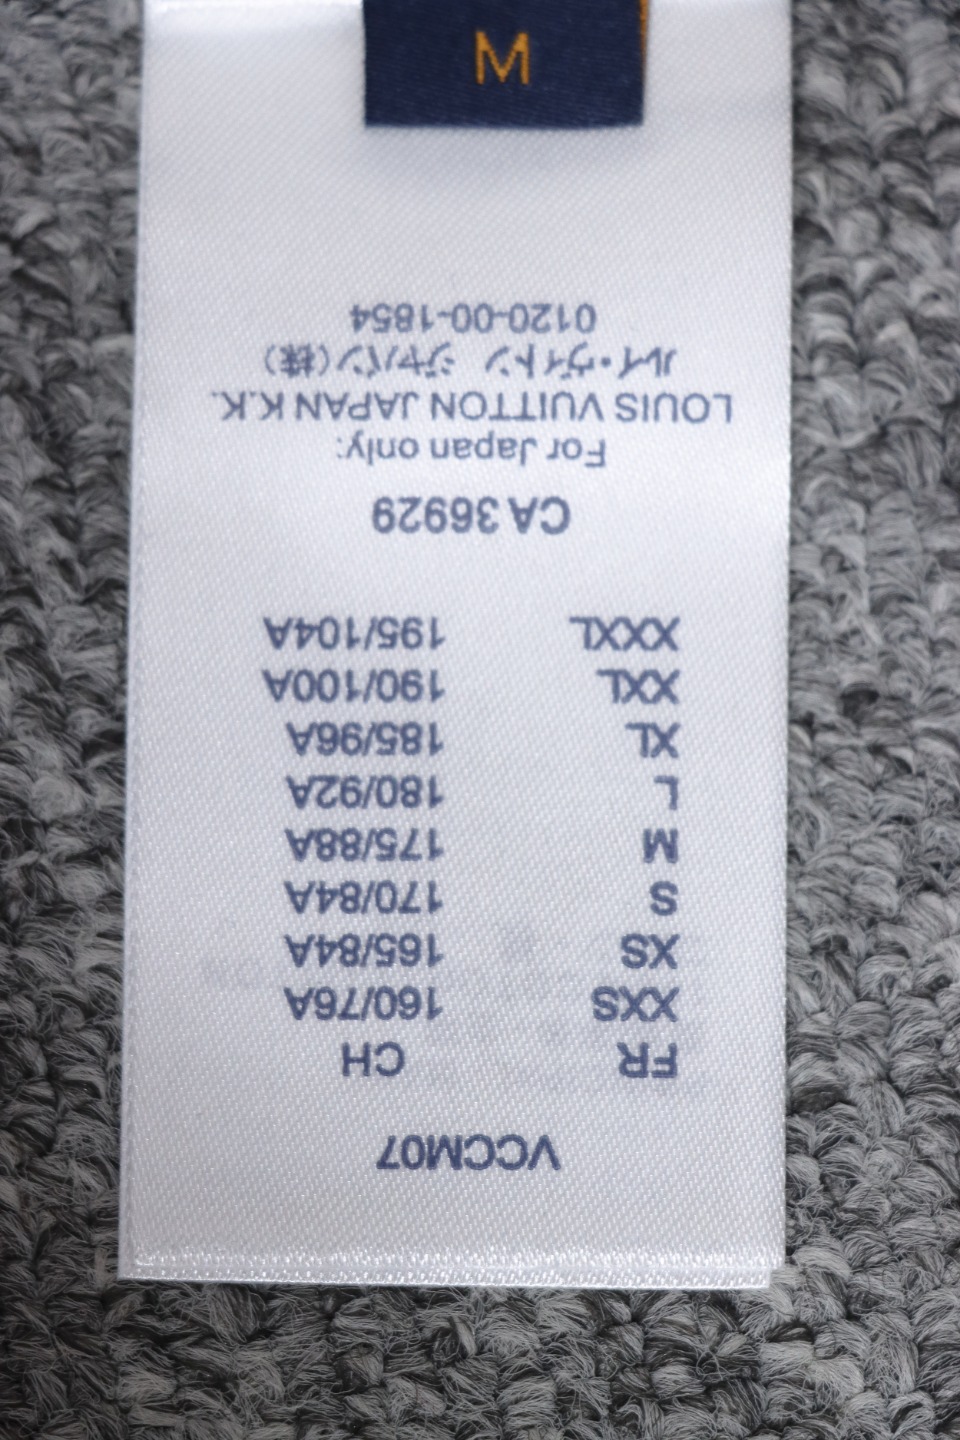 M
VCCM07
FR CH
XXS 160/76A
XS 165/84A
S 170/84A
M 175/88A
L 180/92A
XL 185/96A
XXL 190/100A
XXXL 195/104A
CA 36929
For Japan only:
LOUIS VUITTON JAPAN K.K.
ルイ・ヴィトン ジャパン(株)
0120-00-1854